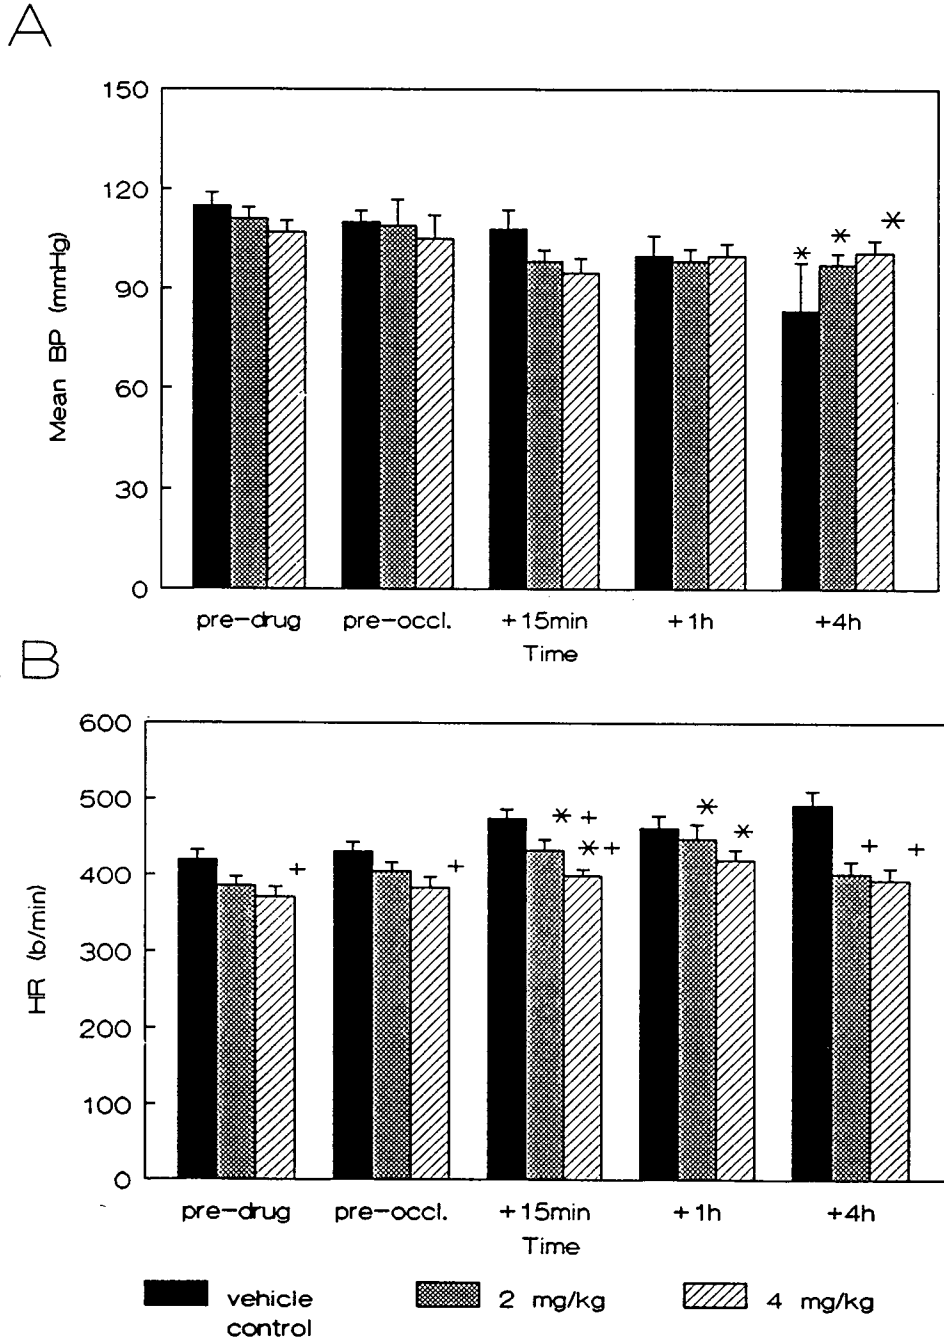 A
150
120
90
60
30
0
Mean BP (mmHg)
* * *
pre-drug pre-occl. +15min +1h +4h
Time
B
600
500
400
300
200
100
0
HR (b/min)
+ + * + * + * * + +
pre-drug pre-occl. +15min +1h +4h
Time
vehicle control
2 mg/kg
4 mg/kg